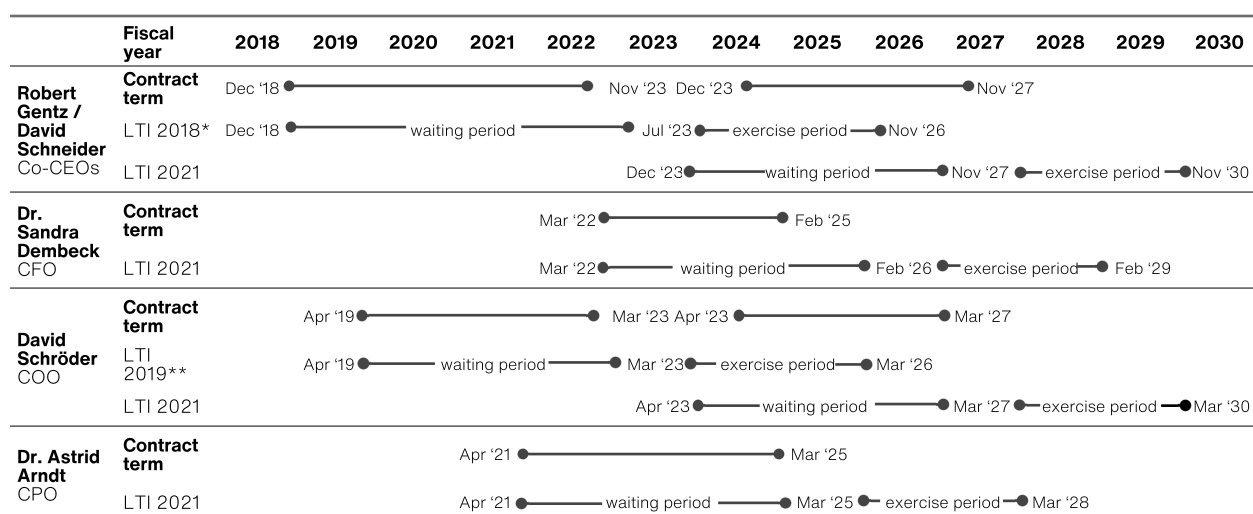 Fiscal year 2018 2019 2020 2021 2022 2023 2024 2025 2026 2027 2028 2029 2030
Robert Gentz / David Schneider Co-CEOs
Contract term Dec ‘18 Nov ‘23 Dec ‘23 Nov ‘27
LTI 2018* Dec ‘18 waiting period Jul ‘23 exercise period Nov ‘26
LTI 2021 Dec ‘23 waiting period Nov ‘27 exercise period Nov ‘30
Dr. Sandra Dembeck CFO
Contract term Mar ‘22 Feb ‘25
LTI 2021 Mar ‘22 waiting period Feb ‘26 exercise period Feb ‘29
David Schröder COO
Contract term Apr ‘19 Mar ‘23 Apr ‘23 Mar ‘27
LTI 2019** Apr ‘19 waiting period Mar ‘23 exercise period Mar ‘26
LTI 2021 Apr ‘23 waiting period Mar ‘27 exercise period Mar ‘30
Dr. Astrid Arndt CPO
Contract term Apr ‘21 Mar ‘25
LTI 2021 Apr ‘21 waiting period Mar ‘25 exercise period Mar ‘28